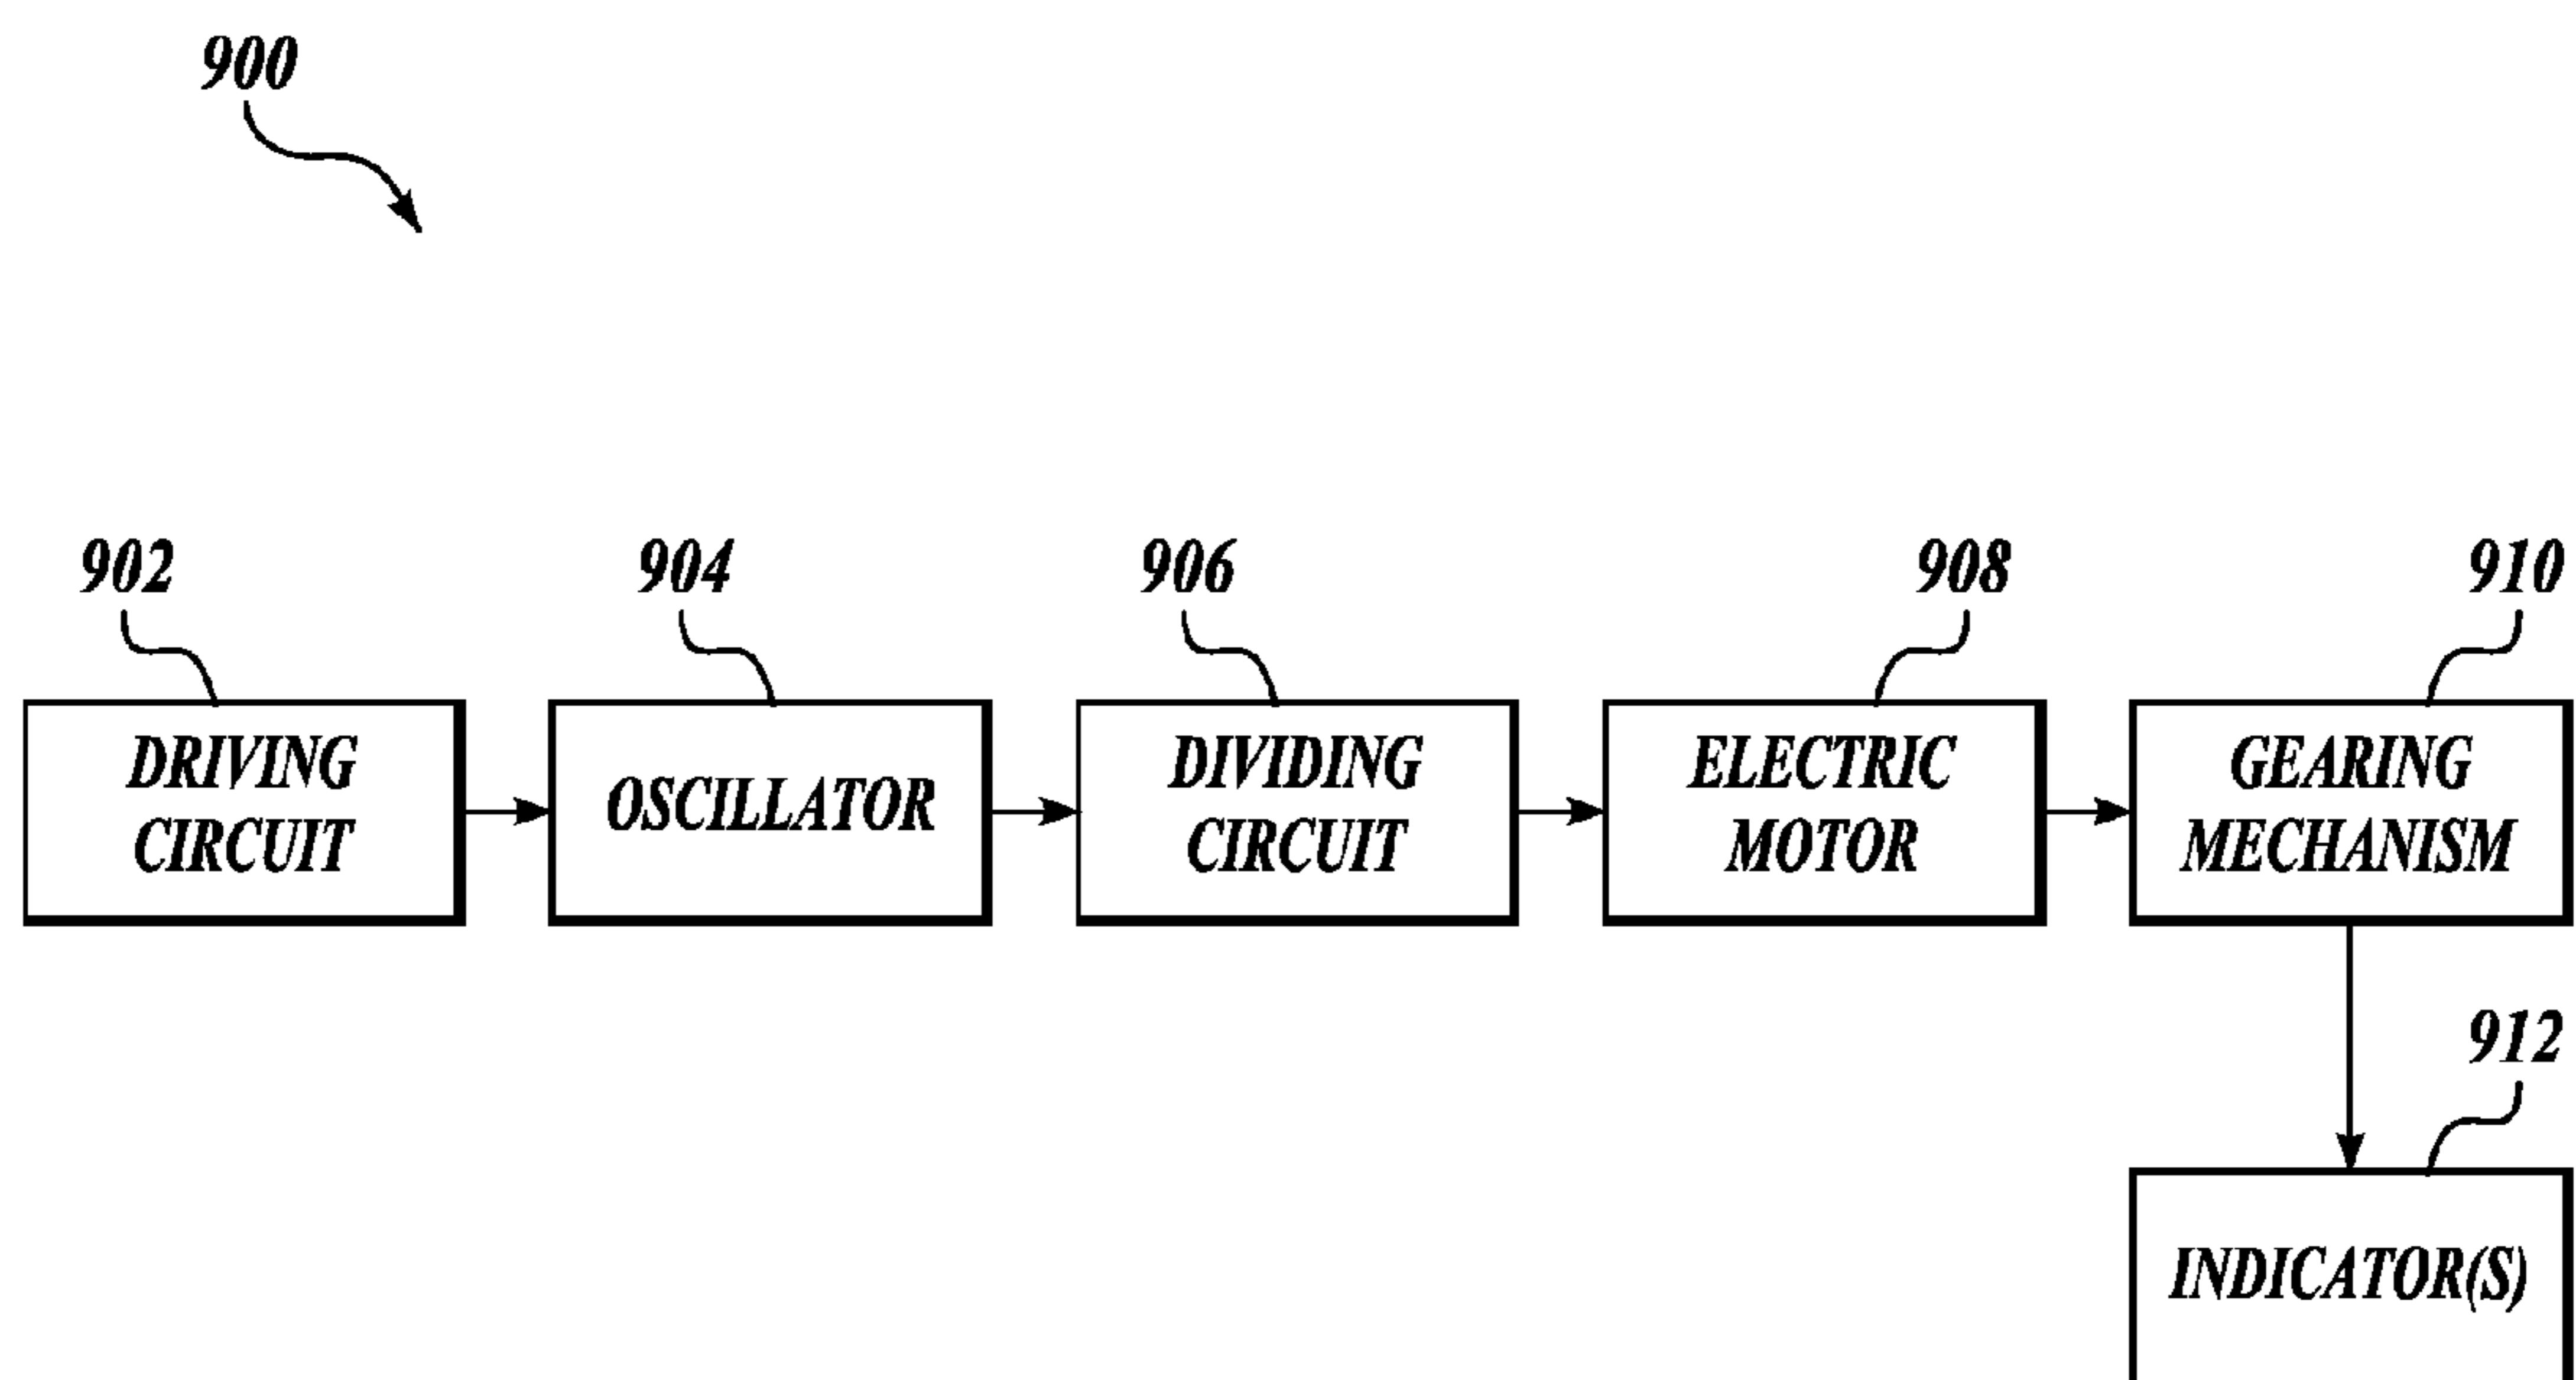 900
902
904
906
908
910
DRIVING
CIRCUIT
OSCILLATOR
DIVIDING
CIRCUIT
ELECTRIC
MOTOR
GEARING
MECHANISM
912
INDICATOR(S)